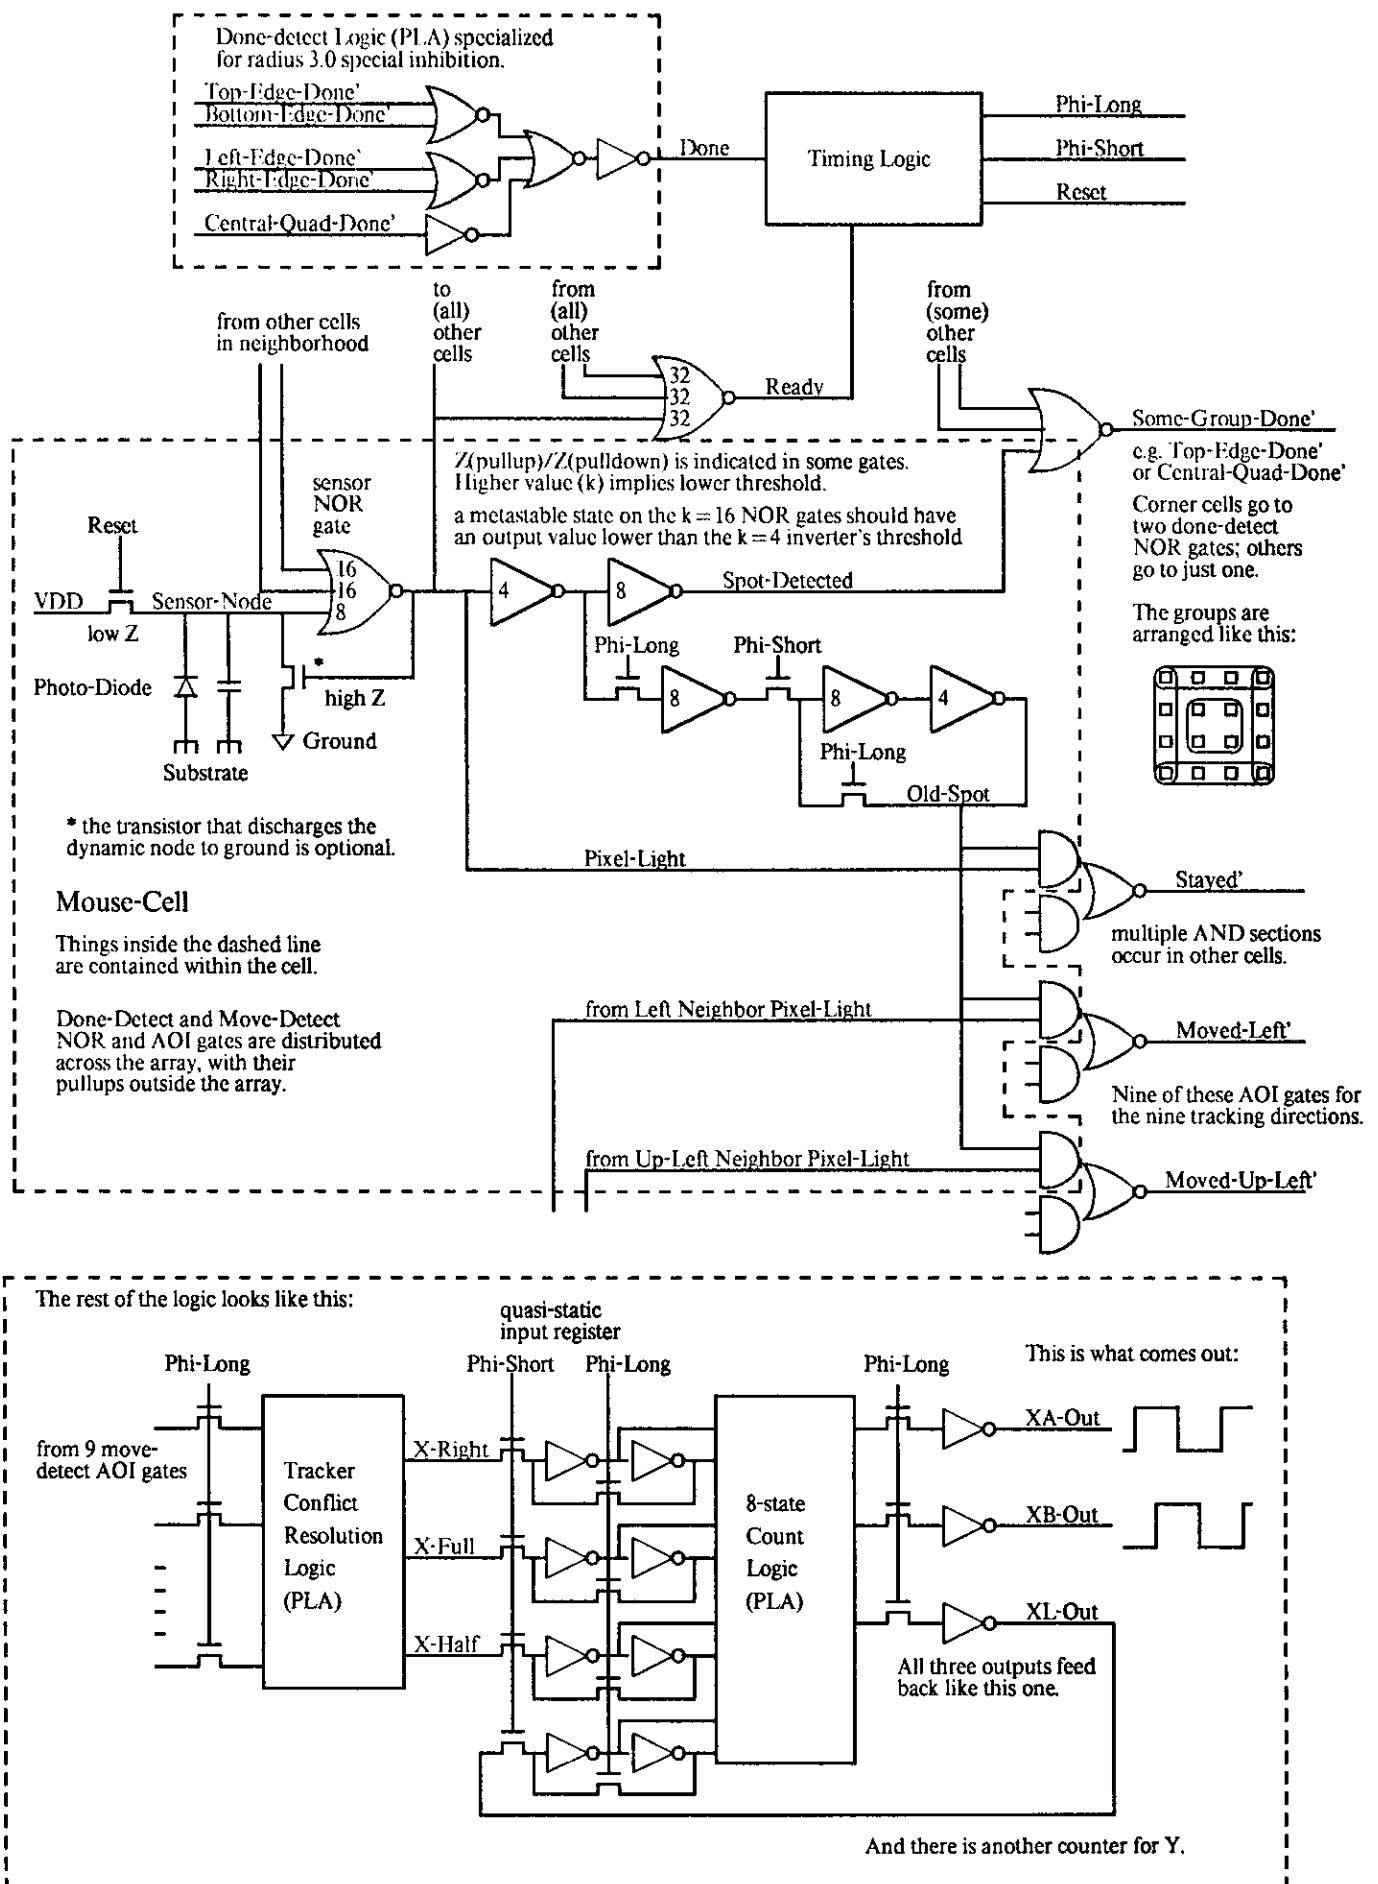 Done-detect Logic (PLA) specialized
for radius 3.0 special inhibition.
Top-Edge-Done'
Bottom-Edge-Done'
Left-Edge-Done'
Right-Edge-Done'
Central-Quad-Done'
Done
Timing Logic
Phi-Long
Phi-Short
Reset
from other cells
in neighborhood
to
(all)
other
cells
from
(all)
other
cells
32
32
32
Ready
from
(some)
other
cells
Some-Group-Done'
e.g. Top-Edge-Done'
or Central-Quad-Done'
Corner cells go to
two done-detect
NOR gates; others
go to just one.
The groups are
arranged like this:
Z(pullup)/Z(pulldown) is indicated in some gates.
Higher value (k) implies lower threshold.
a metastable state on the k = 16 NOR gates should have
an output value lower than the k = 4 inverter's threshold
sensor
NOR
gate
Reset
VDD
low Z
Sensor-Node
16
16
8
4
8
Spot-Detected
Photo-Diode
*
high Z
Ground
Substrate
Phi-Long
8
Phi-Short
8
4
Phi-Long
Old-Spot
* the transistor that discharges the
dynamic node to ground is optional.
Pixel-Light
Stayed'
multiple AND sections
occur in other cells.
Mouse-Cell
Things inside the dashed line
are contained within the cell.
Done-Detect and Move-Detect
NOR and AOI gates are distributed
across the array, with their
pullups outside the array.
from Left Neighbor Pixel-Light
Moved-Left'
Nine of these AOI gates for
the nine tracking directions.
from Up-Left Neighbor Pixel-Light
Moved-Up-Left'
The rest of the logic looks like this:
quasi-static
input register
Phi-Long
Phi-Short
Phi-Long
Phi-Long
This is what comes out:
from 9 move-
detect AOI gates
Tracker
Conflict
Resolution
Logic
(PLA)
X-Right
X-Full
X-Half
8-state
Count
Logic
(PLA)
XA-Out
XB-Out
XL-Out
All three outputs feed
back like this one.
And there is another counter for Y.